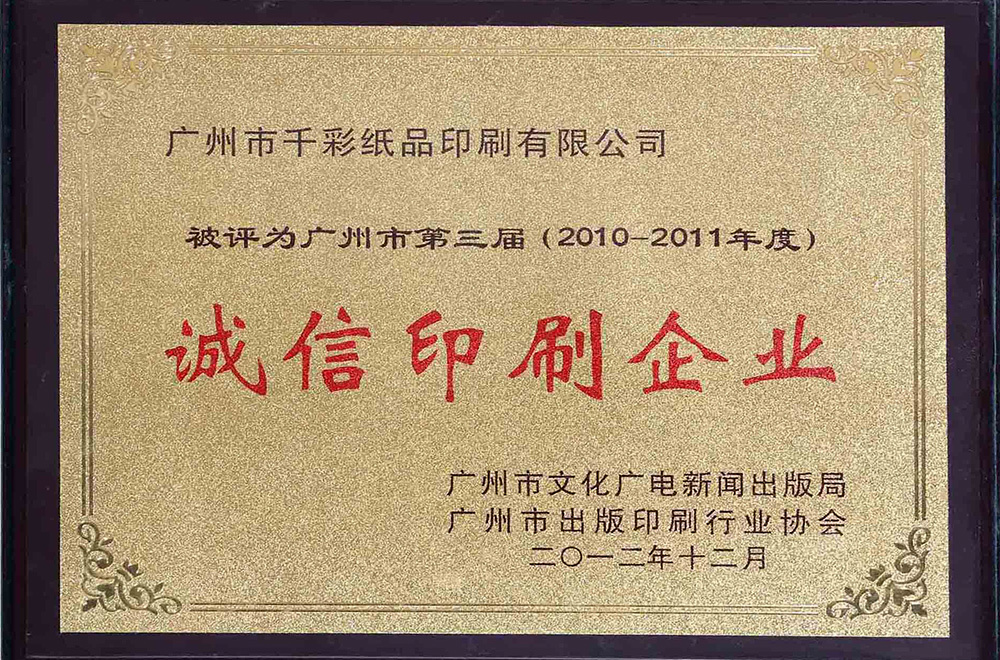 广州市千彩纸品印刷有限公司
被评为广州市第三届（2010-2011年度）
诚信印刷企业
广州市文化广电新闻出版局
广州市出版印刷行业协会
二〇一二年十二月